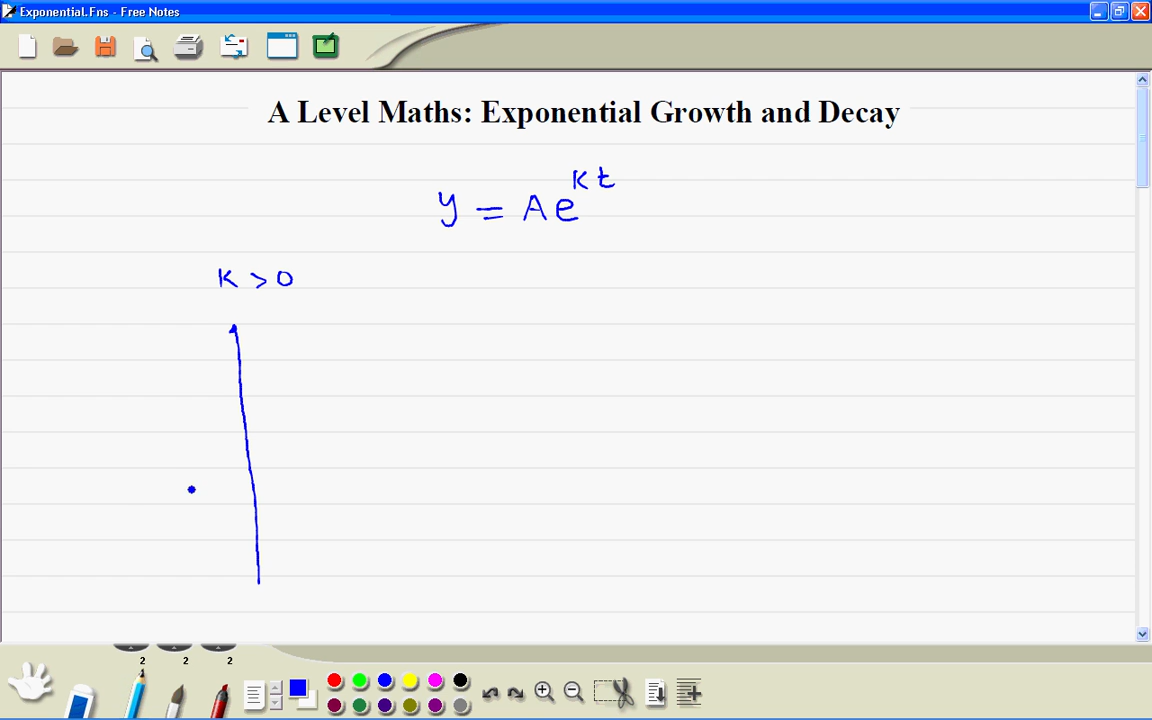 Exponential.Fns - Free Notes
A Level Maths: Exponential Growth and Decay
y = Ae^{kt}
k > 0
2 2 2